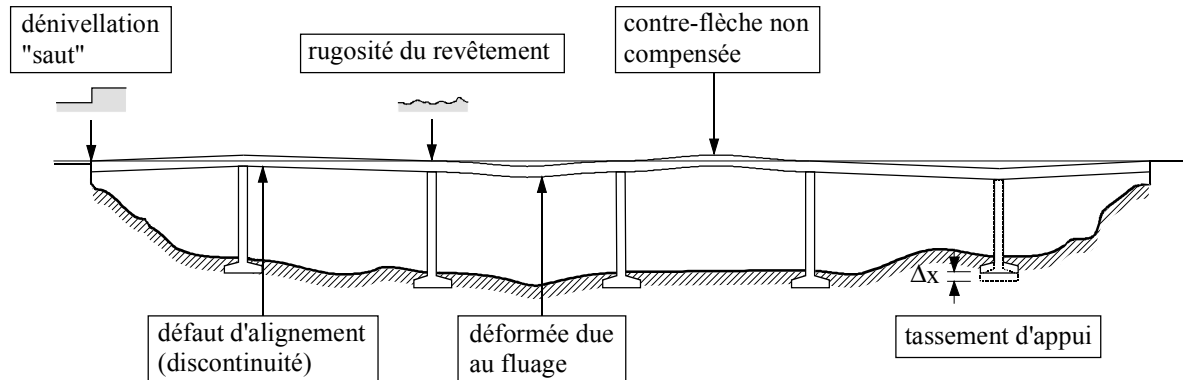 dénivellation
"saut"
rugosité du revêtement
contre-flèche non
compensée
Δx
défaut d'alignement
(discontinuité)
déformée due
au fluage
tassement d'appui